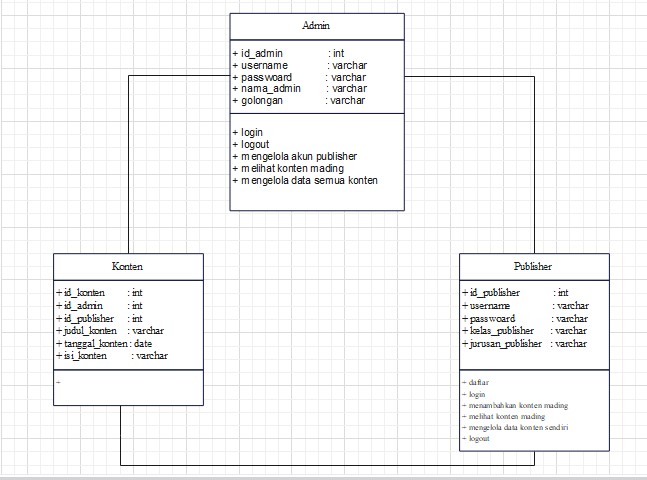 Admin
+ id_admin : int
+ username : varchar
+ passwoard : varchar
+ nama_admin : varchar
+ golongan : varchar
+ login
+ logout
+ mengelola akun publisher
+ melihat konten mading
+ mengelola data semua konten
Konten
+ id_konten : int
+ id_admin : int
+ id_publisher : int
+ judul_konten : varchar
+ tanggal_konten : date
+ isi_konten : varchar
+
Publisher
+ id_publisher : int
+ username : varchar
+ passwoard : varchar
+ kelas_publisher : varchar
+ jurusan_publisher : varchar
+ daftar
+ login
+ menambahkan konten mading
+ melihat konten mading
+ mengelola data konten sendiri
+ logout